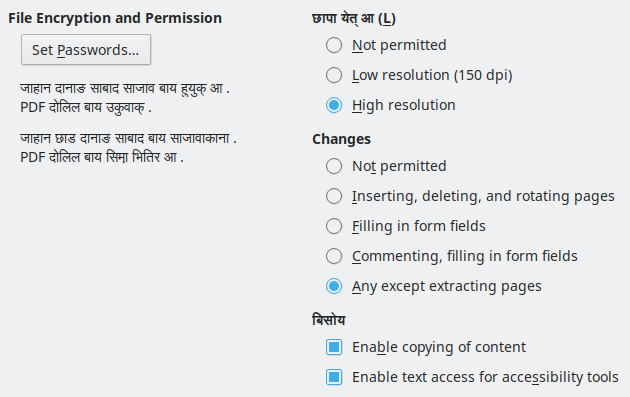 File Encryption and Permission
Set Passwords...
जाहान दानाङ साबाद साजाव बाय हुयुक् आ .
PDF दोलिल बाय उकुवाक् .
जाहान छाड दानाङ साबाद बाय साजावाकाना .
PDF दोलिल बाय सिम़ा भितिर आ .
छापा येत् आ (L)
Not permitted
Low resolution (150 dpi)
High resolution
Changes
Not permitted
Inserting, deleting, and rotating pages
Filling in form fields
Commenting, filling in form fields
Any except extracting pages
बिसोय
Enable copying of content
Enable text access for accessibility tools